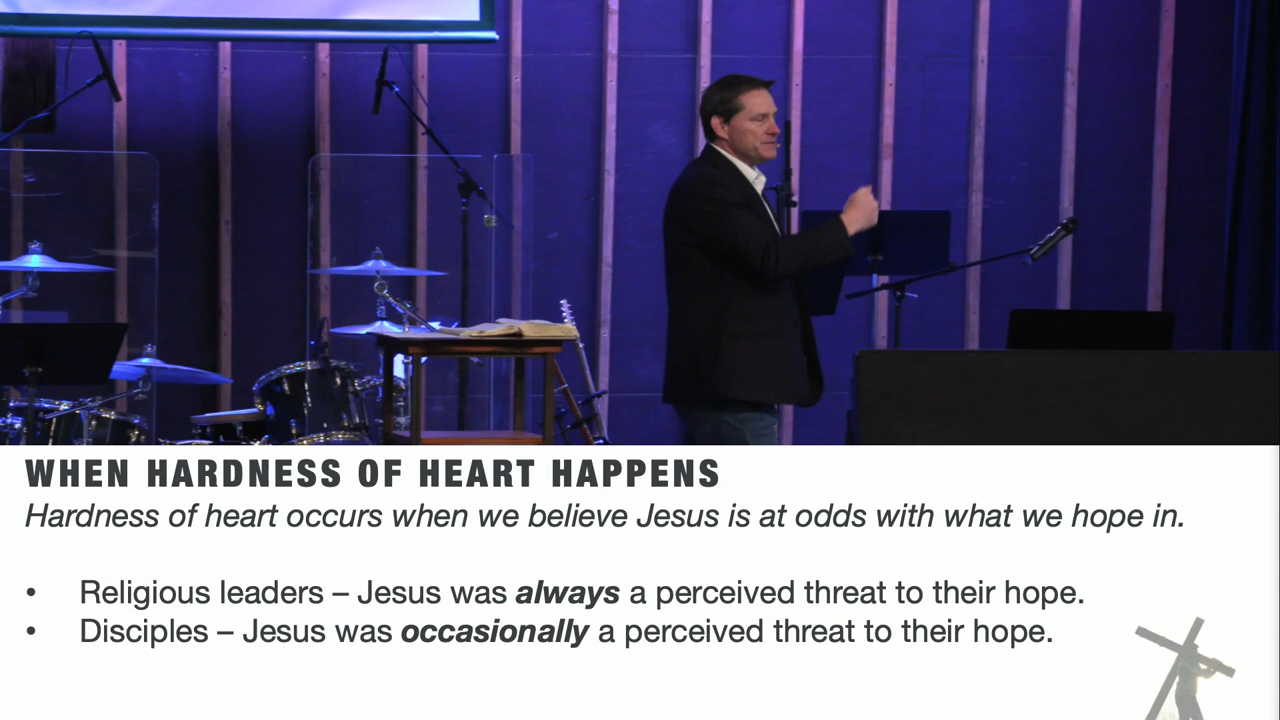 WHEN HARDNESS OF HEART HAPPENS
Hardness of heart occurs when we believe Jesus is at odds with what we hope in.
• Religious leaders – Jesus was always a perceived threat to their hope.
• Disciples – Jesus was occasionally a perceived threat to their hope.